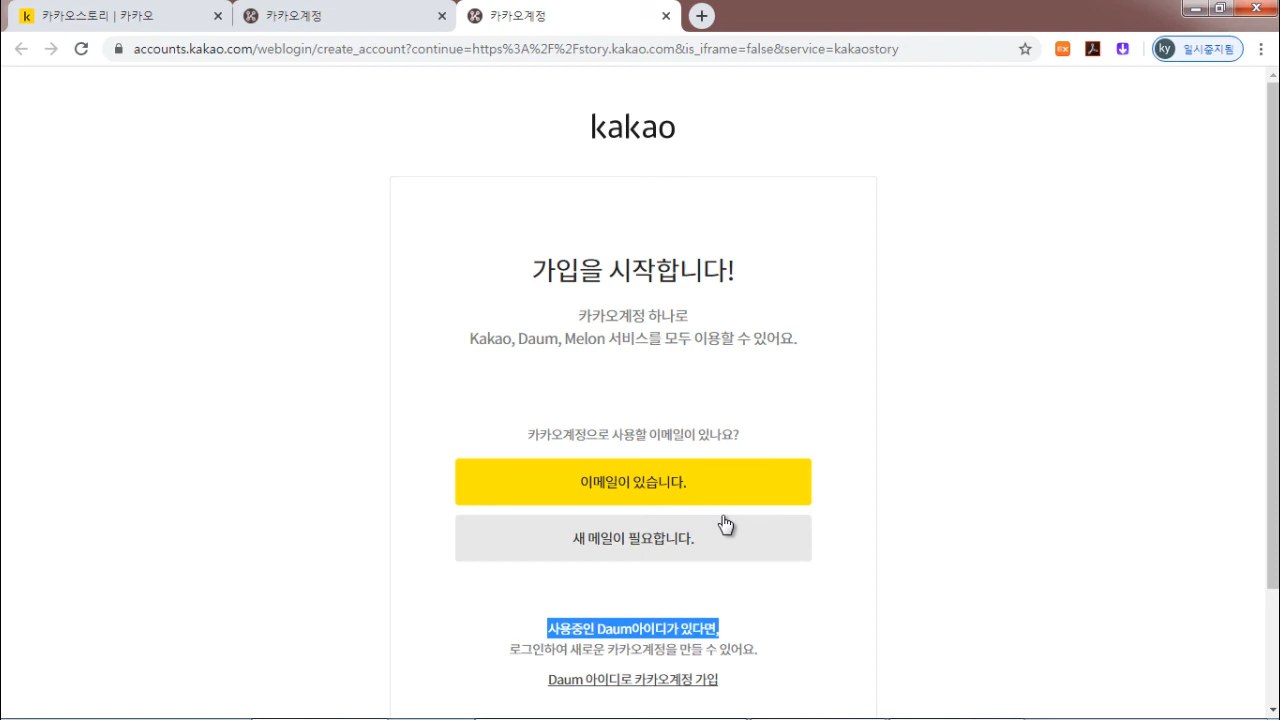 카카오스토리 | 카카오
카카오계정
카카오계정
accounts.kakao.com/weblogin/create_account?continue=https%3A%2F%2Fstory.kakao.com&is_iframe=false&service=kakaostory
ky 일시중지됨
kakao
가입을 시작합니다!
카카오계정 하나로
Kakao, Daum, Melon 서비스를 모두 이용할 수 있어요.
카카오계정으로 사용할 이메일이 있나요?
이메일이 있습니다.
새 메일이 필요합니다.
사용중인 Daum아이디가 있다면,
로그인하여 새로운 카카오계정을 만들 수 있어요.
Daum 아이디로 카카오계정 가입